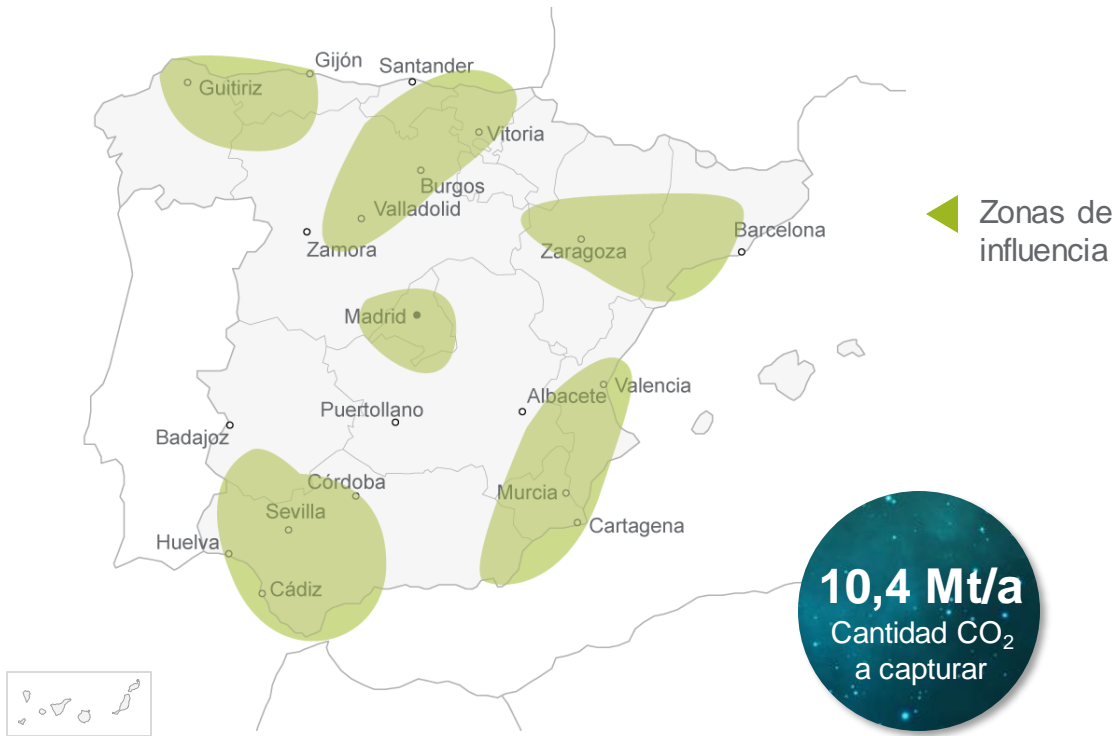 Gijón
Santander
Guitiriz
Vitoria
Burgos
Valladolid
Zamora
Zaragoza
Barcelona
Zonas de
influencia
Madrid
Albacete
Valencia
Puertollano
Badajoz
Córdoba
Murcia
Sevilla
Cartagena
Huelva
Cádiz
10,4 Mt/a
Cantidad CO₂
a capturar